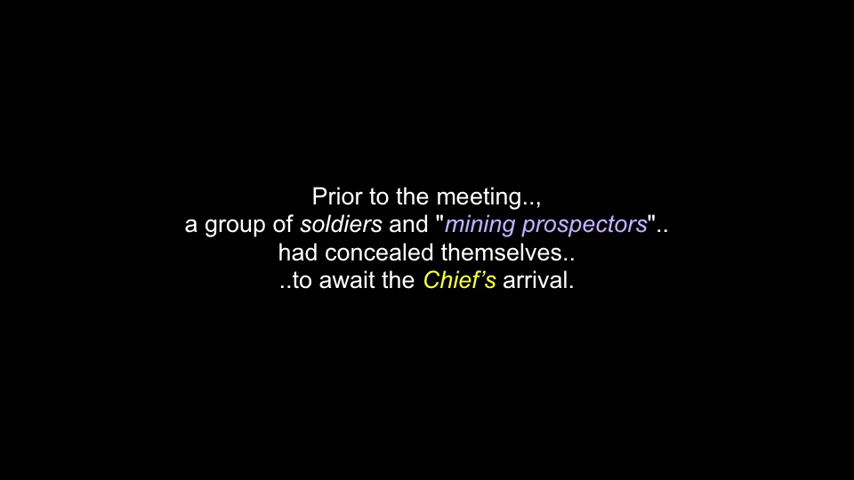 Prior to the meeting..,
a group of soldiers and "mining prospectors"..
had concealed themselves..
..to await the Chief’s arrival.